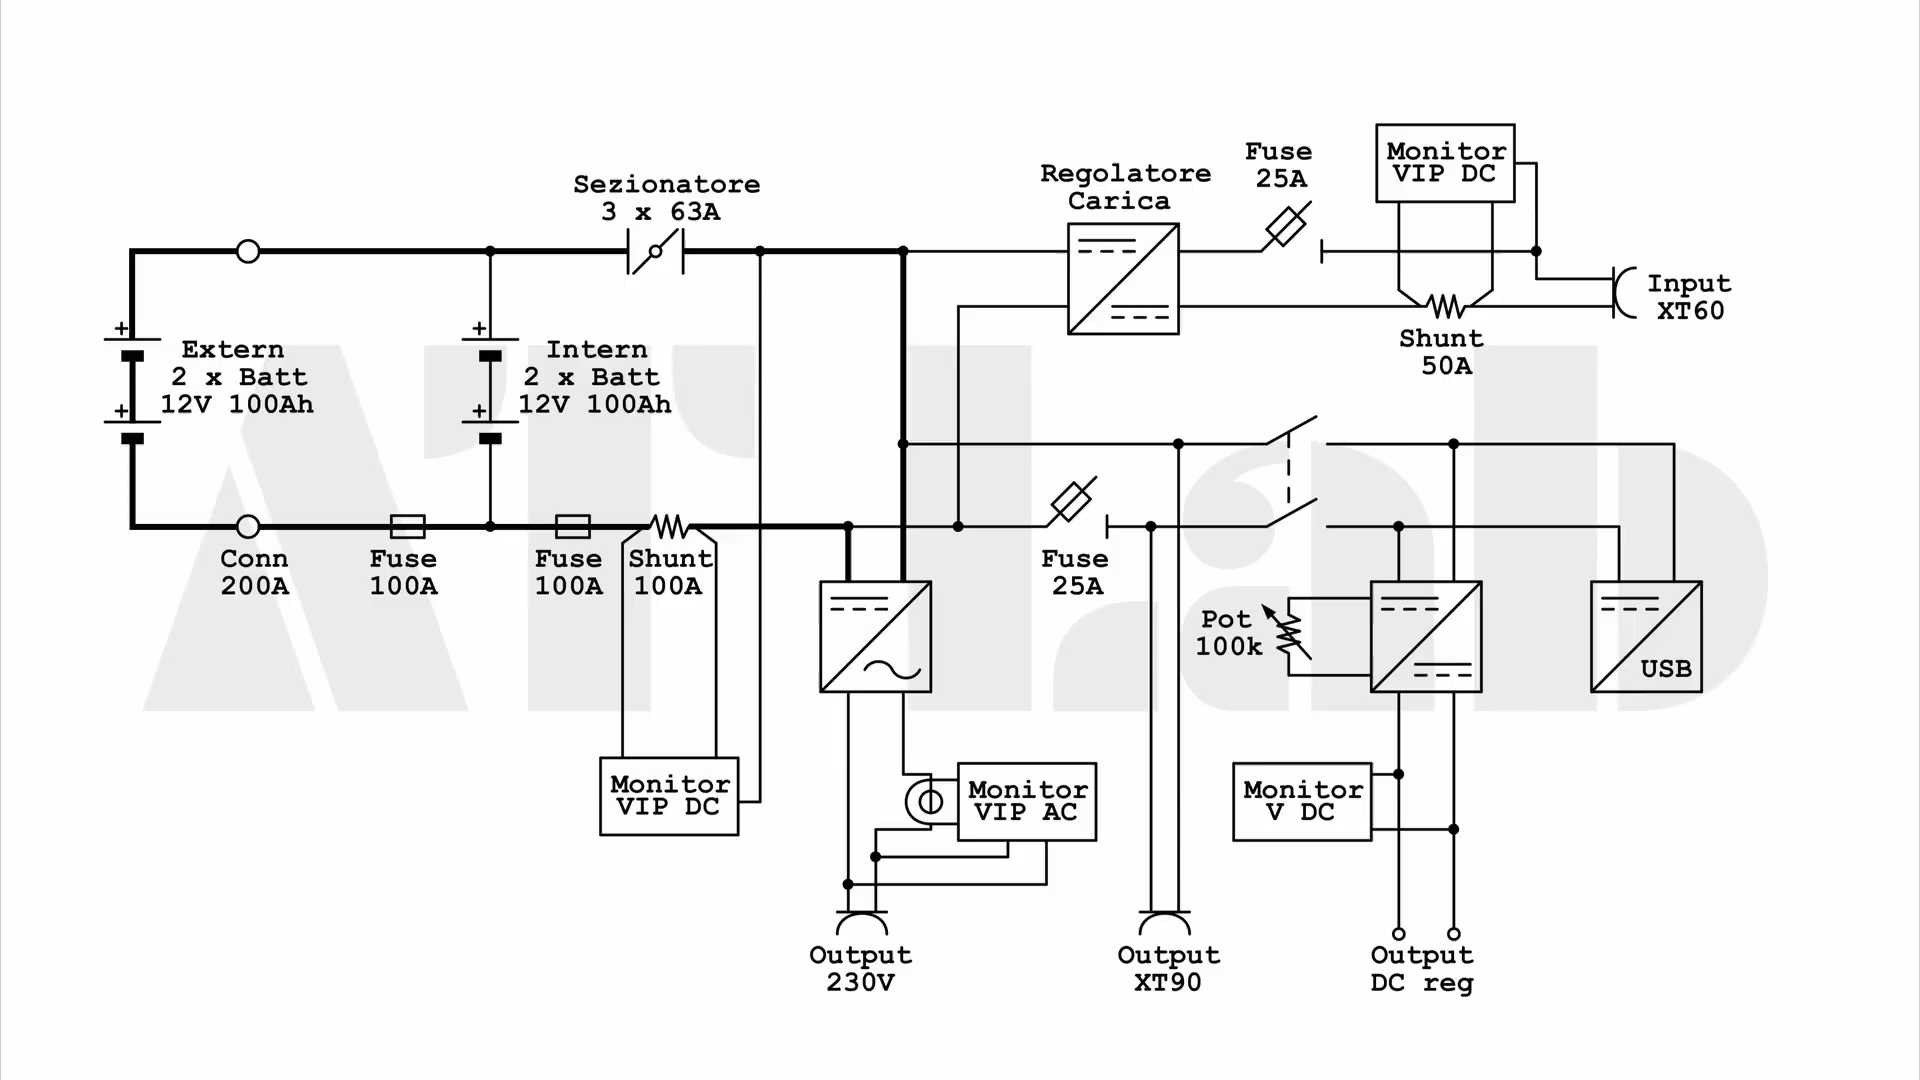 Sezionatore
3 x 63A
Regolatore
Carica
Fuse
25A
Monitor
VIP DC
Input
XT60
Shunt
50A
+
+
Extern
2 x Batt
12V 100Ah
+
+
Intern
2 x Batt
12V 100Ah
Conn
200A
Fuse
100A
Fuse
100A
Shunt
100A
Fuse
25A
Pot
100k
USB
Monitor
VIP DC
Monitor
VIP AC
Monitor
V DC
Output
230V
Output
XT90
Output
DC reg
ATLab